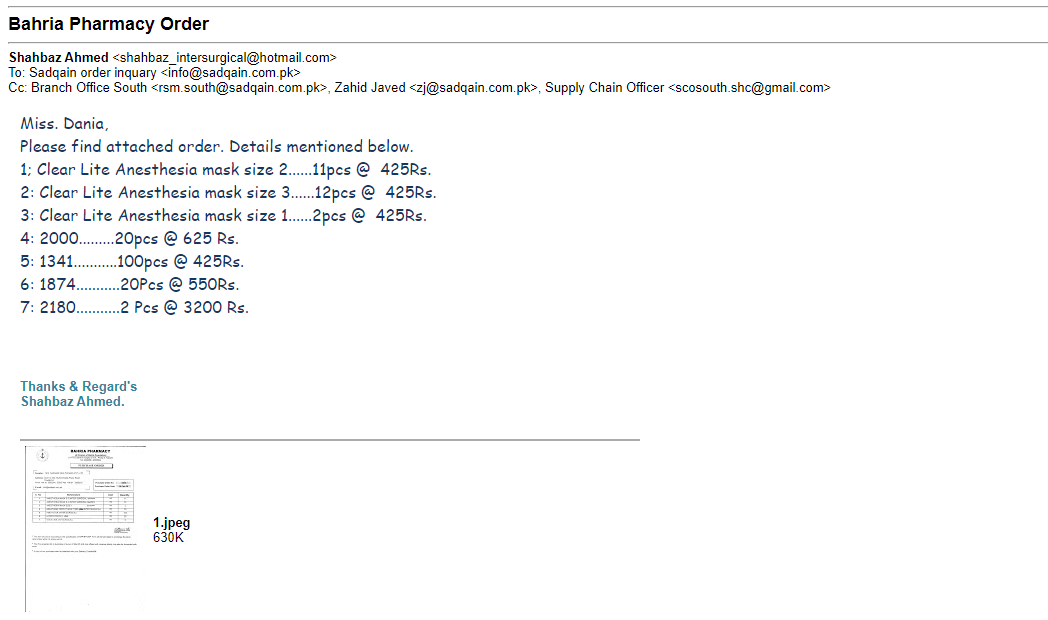 Bahria Pharmacy Order
Shahbaz Ahmed <shahbaz_intersurgical@hotmail.com>
To: Sadqain order inquary <info@sadqain.com.pk>
Cc: Branch Office South <rsm.south@sadqain.com.pk>, Zahid Javed <zj@sadqain.com.pk>, Supply Chain Officer <scosouth.shc@gmail.com>
Miss. Dania,
Please find attached order. Details mentioned below.
1; Clear Lite Anesthesia mask size 2......11pcs @  425Rs.
2: Clear Lite Anesthesia mask size 3......12pcs @  425Rs.
3: Clear Lite Anesthesia mask size 1......2pcs @  425Rs.
4: 2000.........20pcs @ 625 Rs.
5: 1341...........100pcs @ 425Rs.
6: 1874...........20Pcs @ 550Rs.
7: 2180...........2 Pcs @ 3200 Rs.
Thanks & Regard's
Shahbaz Ahmed.
BAHRIA PHARMACY
1.jpeg
630K